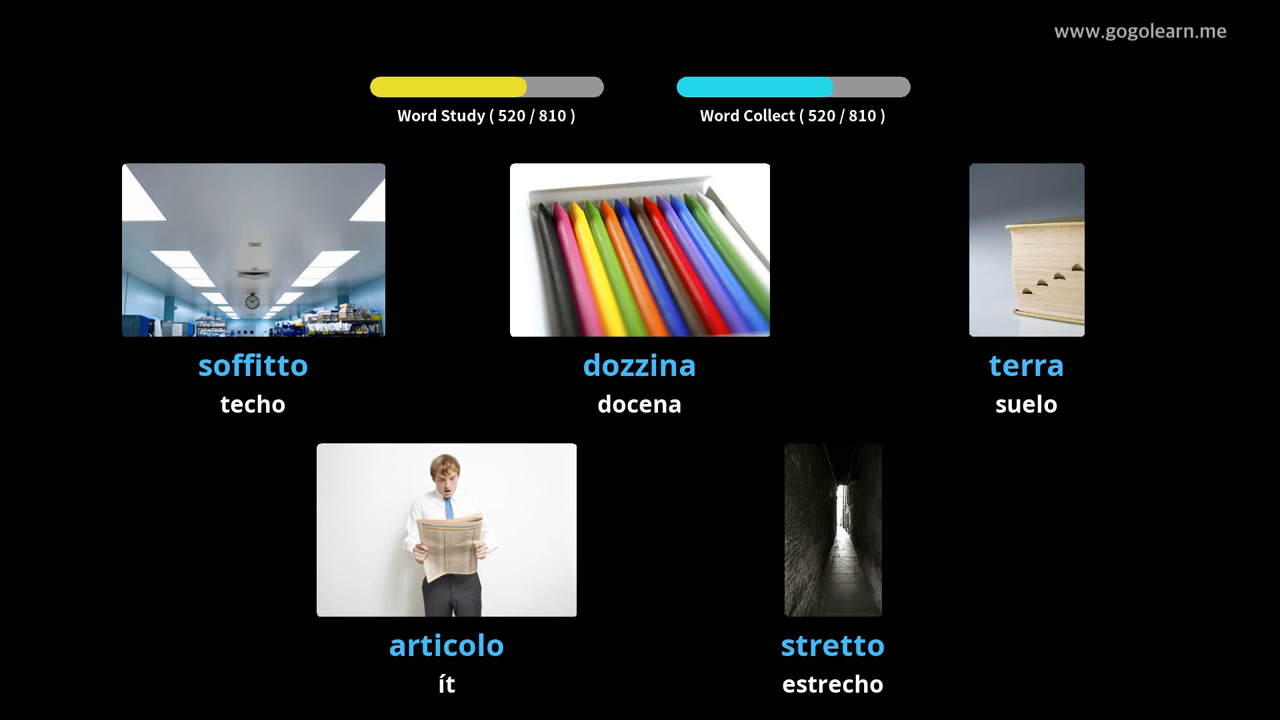 www.gogolearn.me
Word Study ( 520 / 810 )
Word Collect ( 520 / 810 )
soffitto
techo
dozzina
docena
terra
suelo
articolo
ít
stretto
estrecho